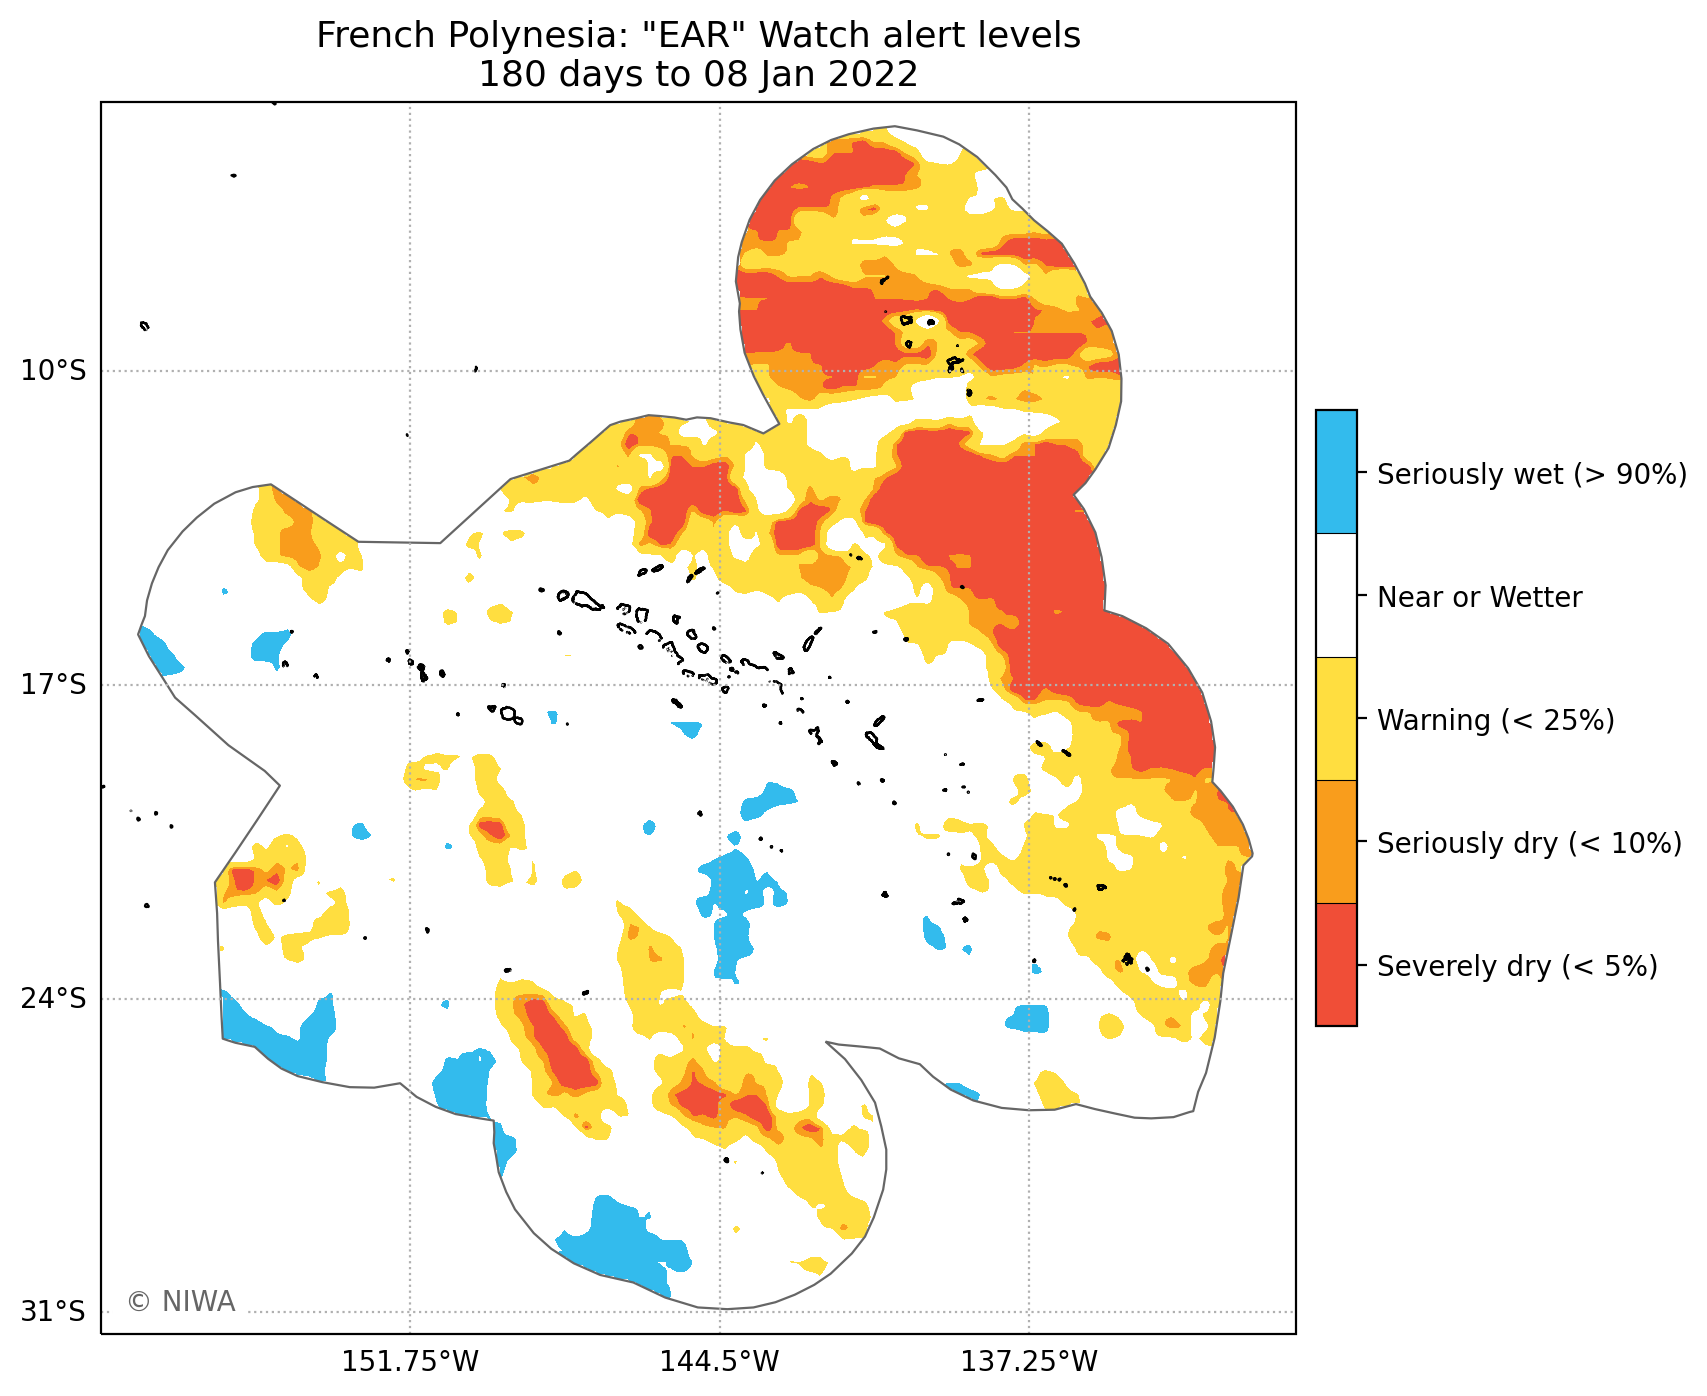 French Polynesia: "EAR" Watch alert levels
180 days to 08 Jan 2022
10°S
17°S
24°S
31°S
151.75°W
144.5°W
137.25°W
© NIWA
Seriously wet (> 90%)
Near or Wetter
Warning (< 25%)
Seriously dry (< 10%)
Severely dry (< 5%)